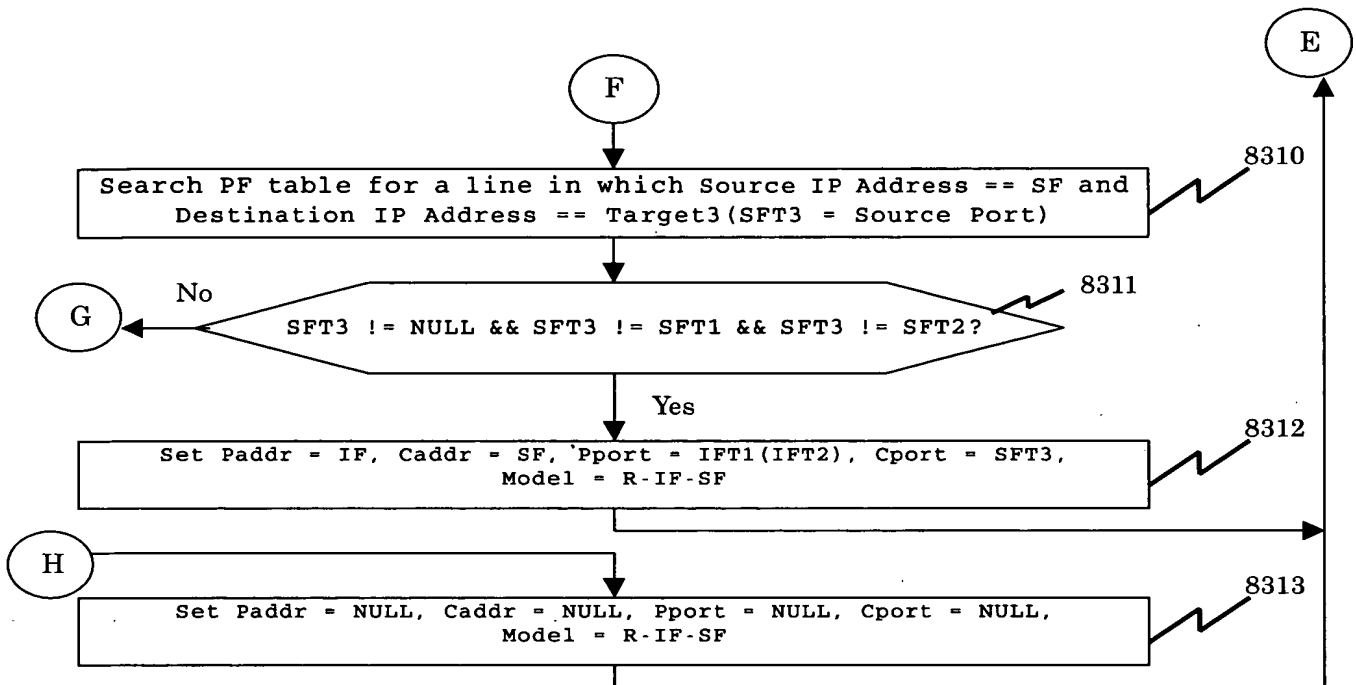 E
F
8310
Search PF table for a line in which Source IP Address == SF and
Destination IP Address == Target3(SFT3 = Source Port)
No
8311
G
SFT3 != NULL && SFT3 != SFT1 && SFT3 != SFT2?
Yes
8312
Set Paddr = IF, Caddr = SF, Pport = IFT1(IFT2), Cport = SFT3,
Model = R-IF-SF
H
8313
Set Paddr = NULL, Caddr = NULL, Pport = NULL, Cport = NULL,
Model = R-IF-SF